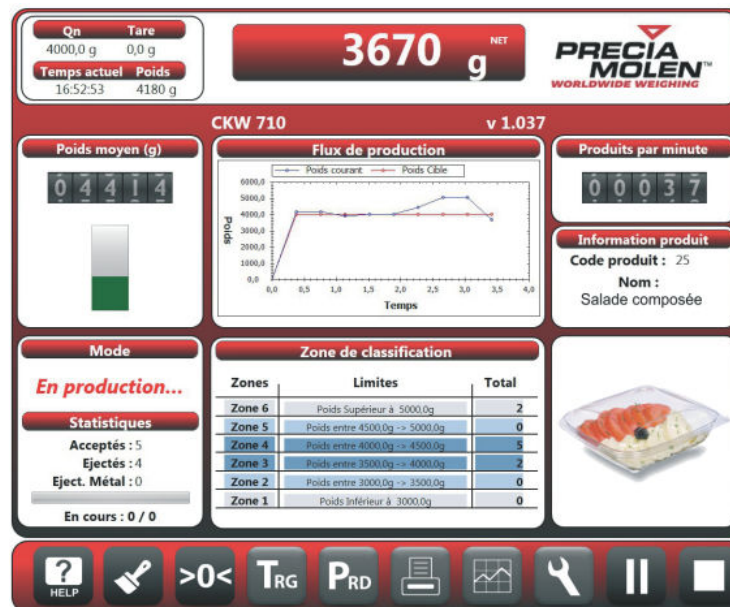 Qn Tare
4000,0 g 0,0 g
Temps actuel Poids
16:52:53 4180 g
3670 g NET
PRECIA
MOLEN™
WORLDWIDE WEIGHING
CKW 710 v 1.037
Poids moyen (g)
04414
Flux de production
Poids courant Poids Cible
6000,0
5000,0
4000,0
3000,0
2000,0
1000,0
0,0
Poids
0,0 0,5 1,0 1,5 2,0 2,5 3,0 3,5 4,0
Temps
Produits par minute
00037
Information produit
Code produit : 25
Nom :
Salade composée
Mode
En production...
Statistiques
Acceptés : 5
Ejectés : 4
Eject. Métal : 0
En cours : 0 / 0
Zone de classification
Zones Limites Total
Zone 6 Poids Supérieur à 5000,0g 2
Zone 5 Poids entre 4500,0g -> 5000,0g 0
Zone 4 Poids entre 4000,0g -> 4500,0g 5
Zone 3 Poids entre 3500,0g -> 4000,0g 2
Zone 2 Poids entre 3000,0g -> 3500,0g 0
Zone 1 Poids Inférieur à 3000,0g 0
?
HELP
>0<
TRG
PRD